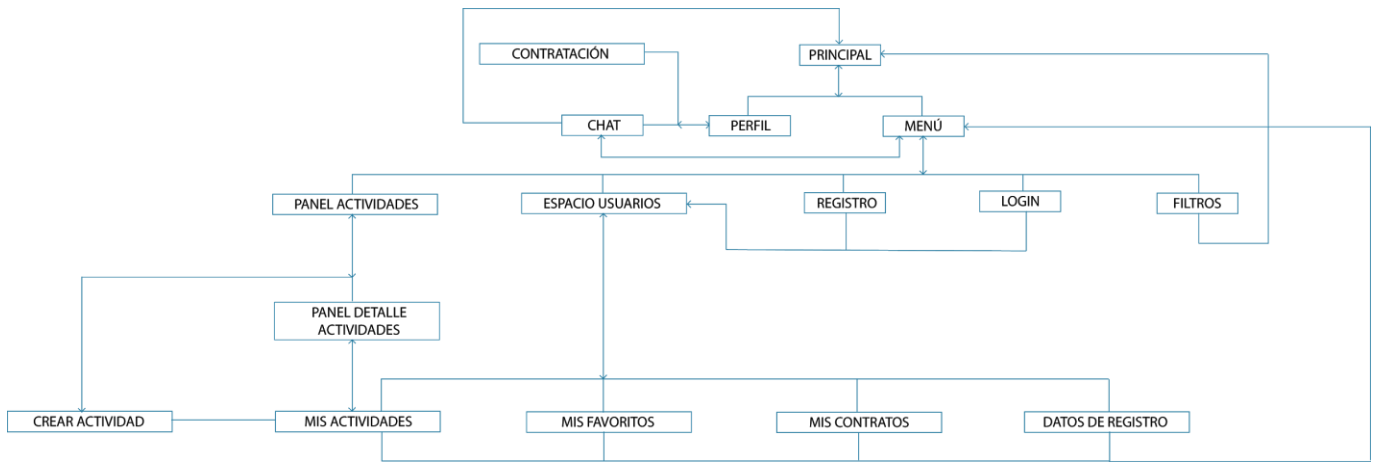 CONTRATACIÓN
PRINCIPAL
CHAT
PERFIL
MENÚ
PANEL ACTIVIDADES
ESPACIO USUARIOS
REGISTRO
LOGIN
FILTROS
PANEL DETALLE
ACTIVIDADES
CREAR ACTIVIDAD
MIS ACTIVIDADES
MIS FAVORITOS
MIS CONTRATOS
DATOS DE REGISTRO